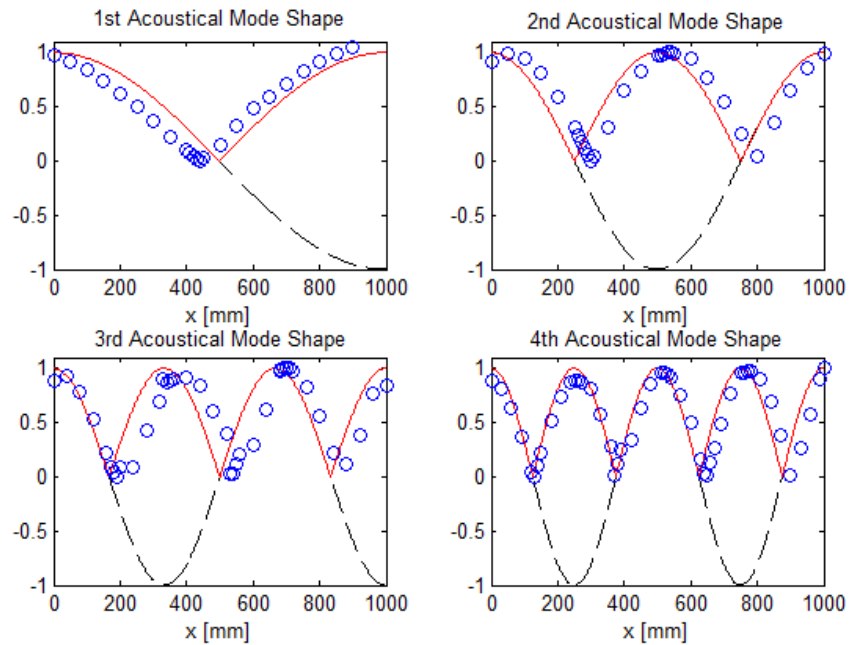 1st Acoustical Mode Shape
1
0.5
0
-0.5
-1
0 200 400 600 800 1000
x [mm]
2nd Acoustical Mode Shape
1
0.5
0
-0.5
-1
0 200 400 600 800 1000
x [mm]
3rd Acoustical Mode Shape
1
0.5
0
-0.5
-1
0 200 400 600 800 1000
x [mm]
4th Acoustical Mode Shape
1
0.5
0
-0.5
-1
0 200 400 600 800 1000
x [mm]